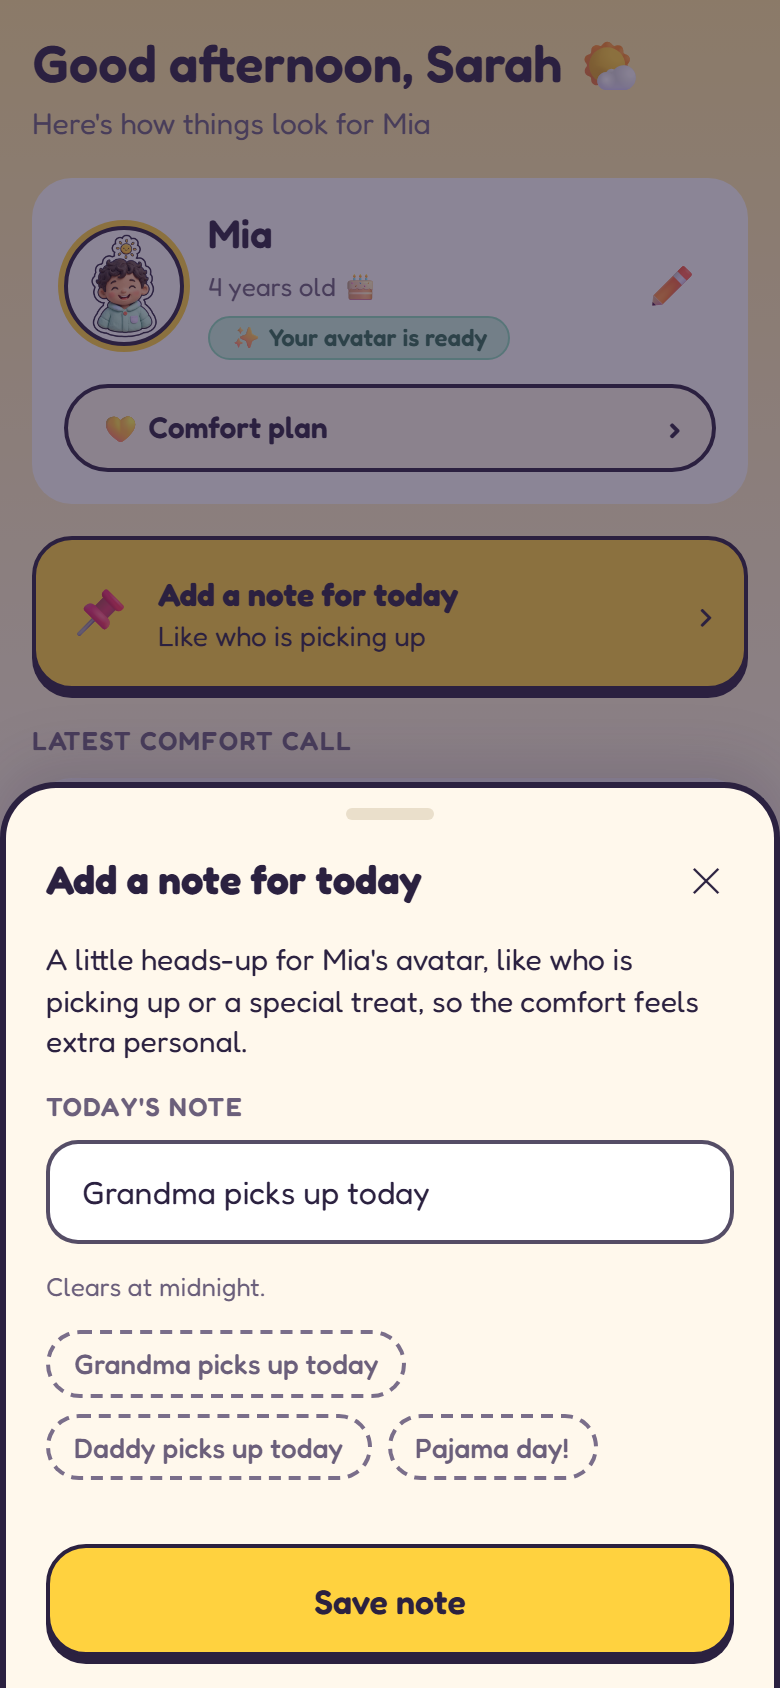 Good afternoon, Sarah
Here's how things look for Mia
Mia
4 years old
Your avatar is ready
Comfort plan
Add a note for today
Like who is picking up
LATEST COMFORT CALL
Add a note for today
A little heads-up for Mia's avatar, like who is
picking up or a special treat, so the comfort feels
extra personal.
TODAY'S NOTE
Grandma picks up today
Clears at midnight.
Grandma picks up today
Daddy picks up today
Pajama day!
Save note